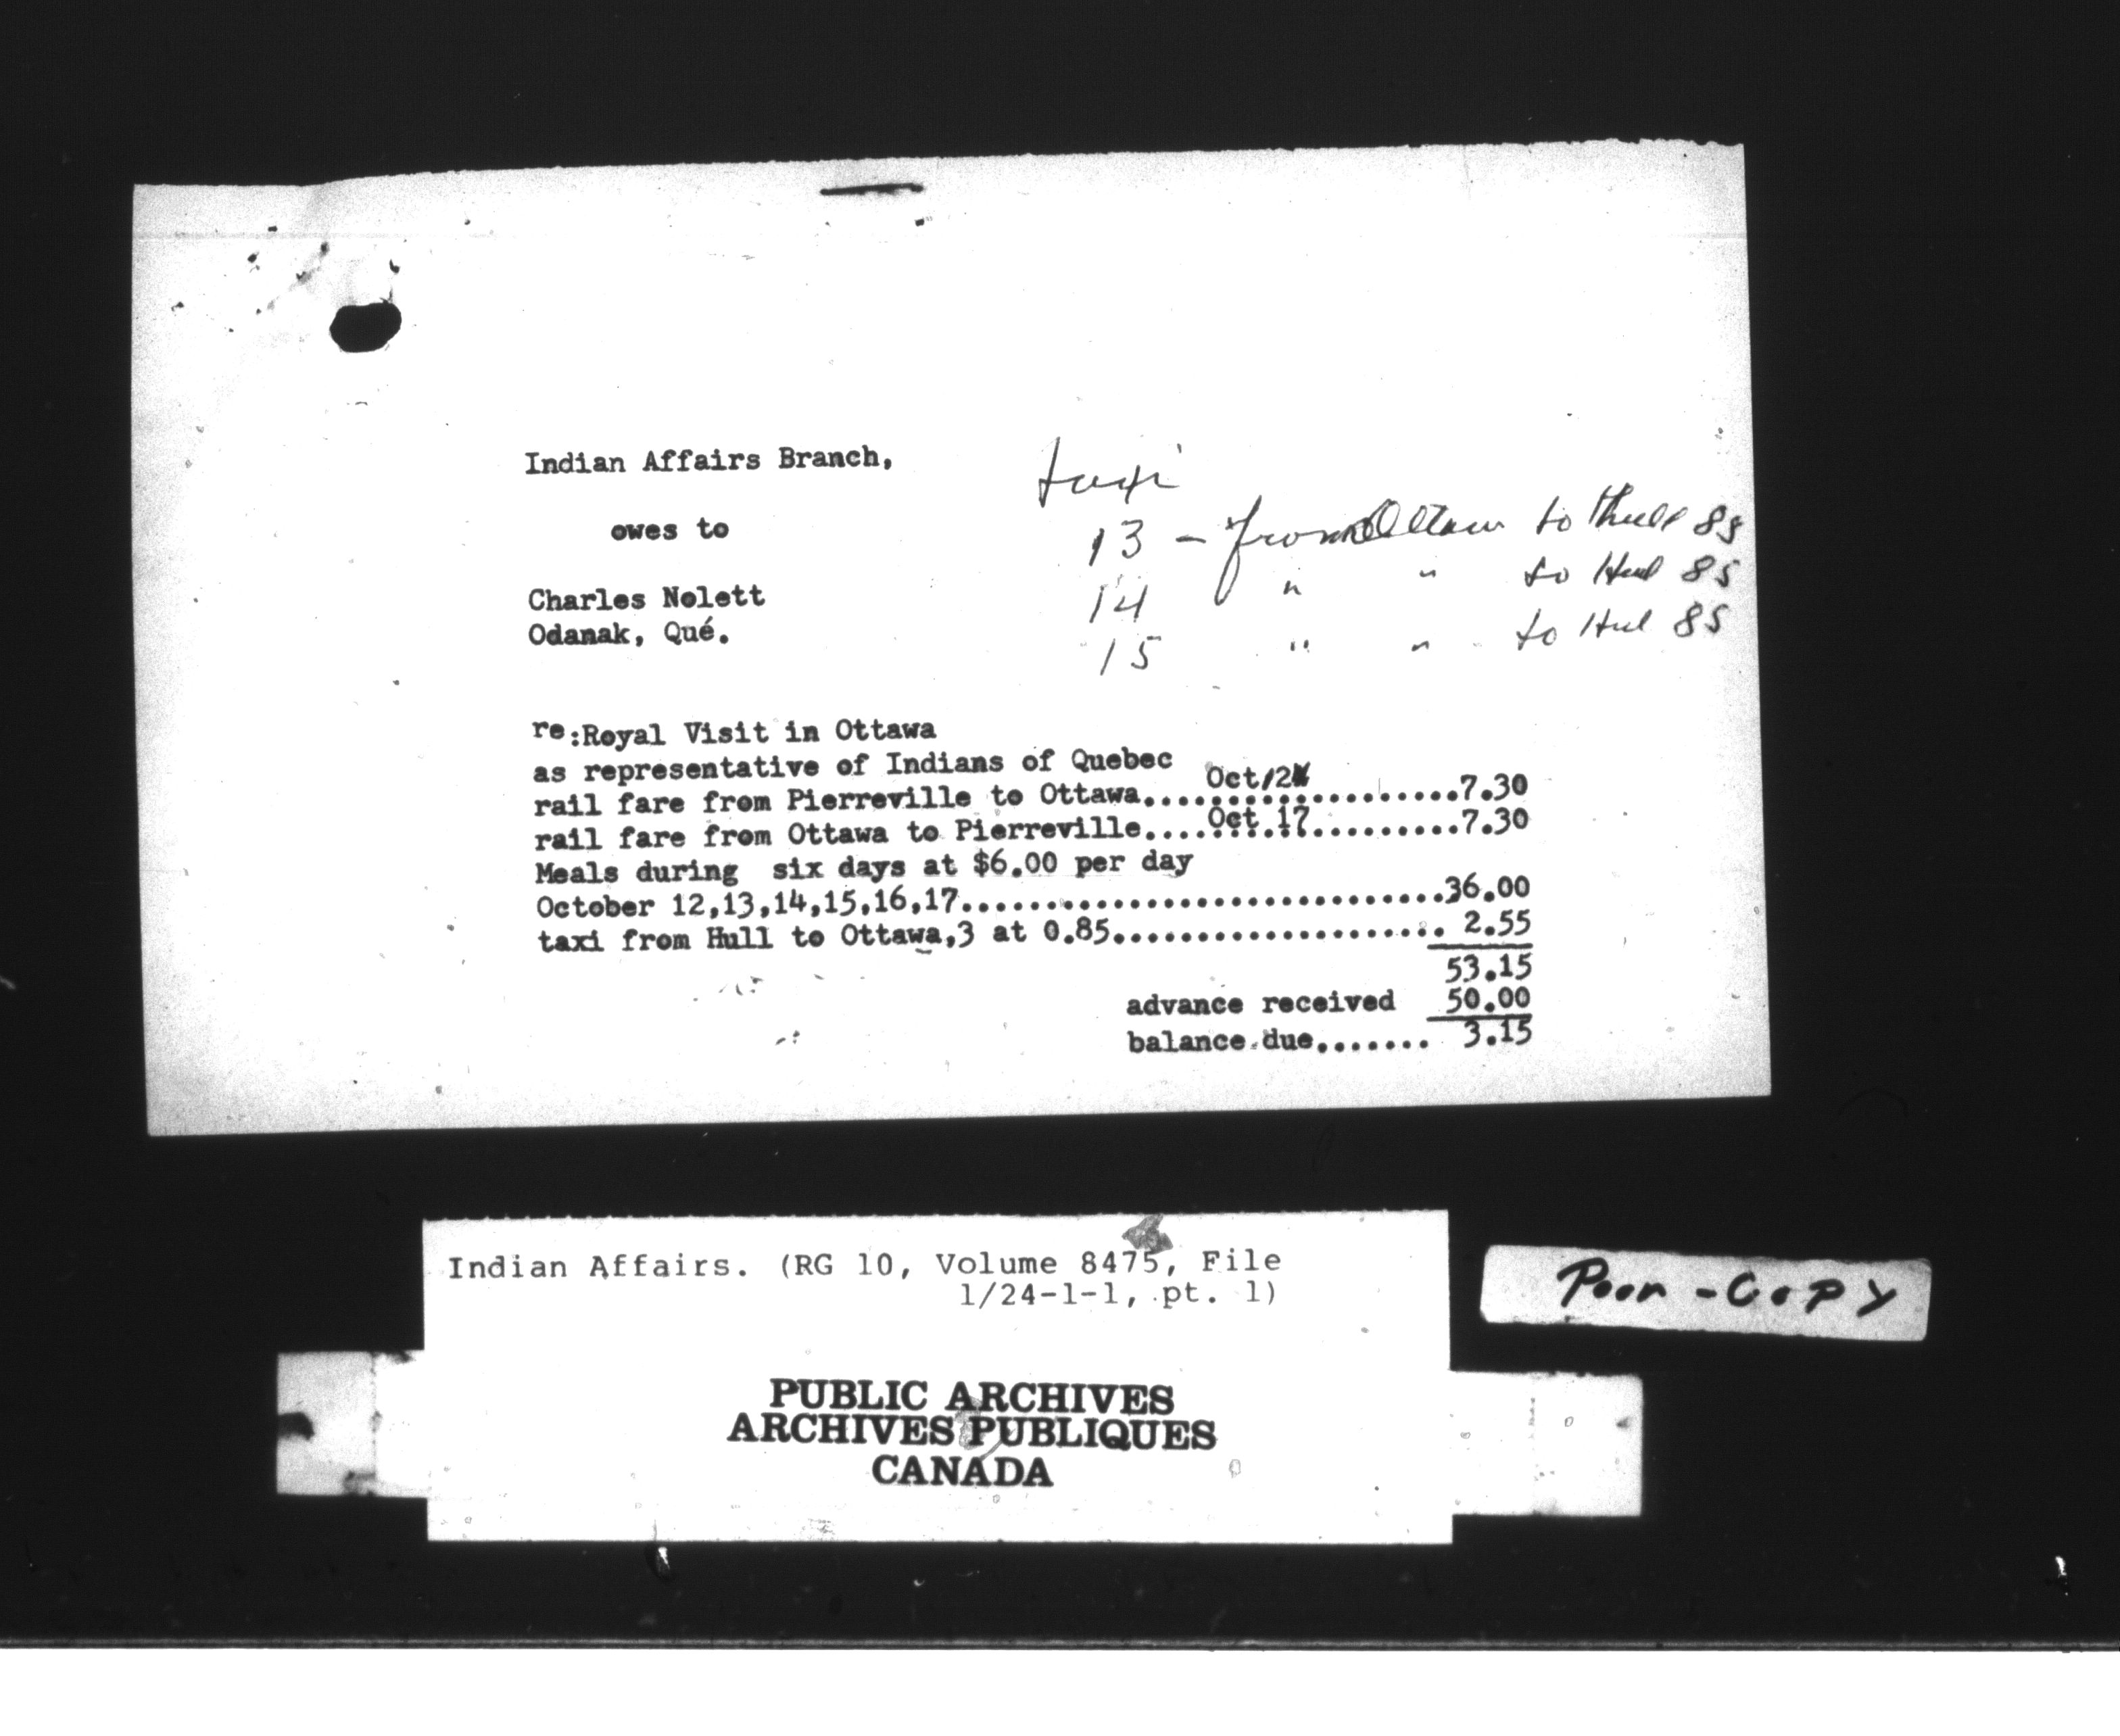 Indian Affairs Branch,
owes to
Charles Nolett
Odanak, Qué.
taxi
13 - from Ottawa to Hull 85
14 " " to Hul 85
15 " " to Hul 85
re:Royal Visit in Ottawa
as representative of Indians of Quebec
rail fare from Pierreville to Ottawa....Oct/12..........7.30
rail fare from Ottawa to Pierreville....Oct 17..........7.30
Meals during six days at $6.00 per day
October 12,13,14,15,16,17.............................36.00
taxi from Hull to Ottawa,3 at 0.85.................... 2.55
53.15
advance received 50.00
balance due....... 3.15
Indian Affairs. (RG 10, Volume 8475, File
1/24-1-1, pt. 1)
Poor - Copy
PUBLIC ARCHIVES
ARCHIVES PUBLIQUES
CANADA